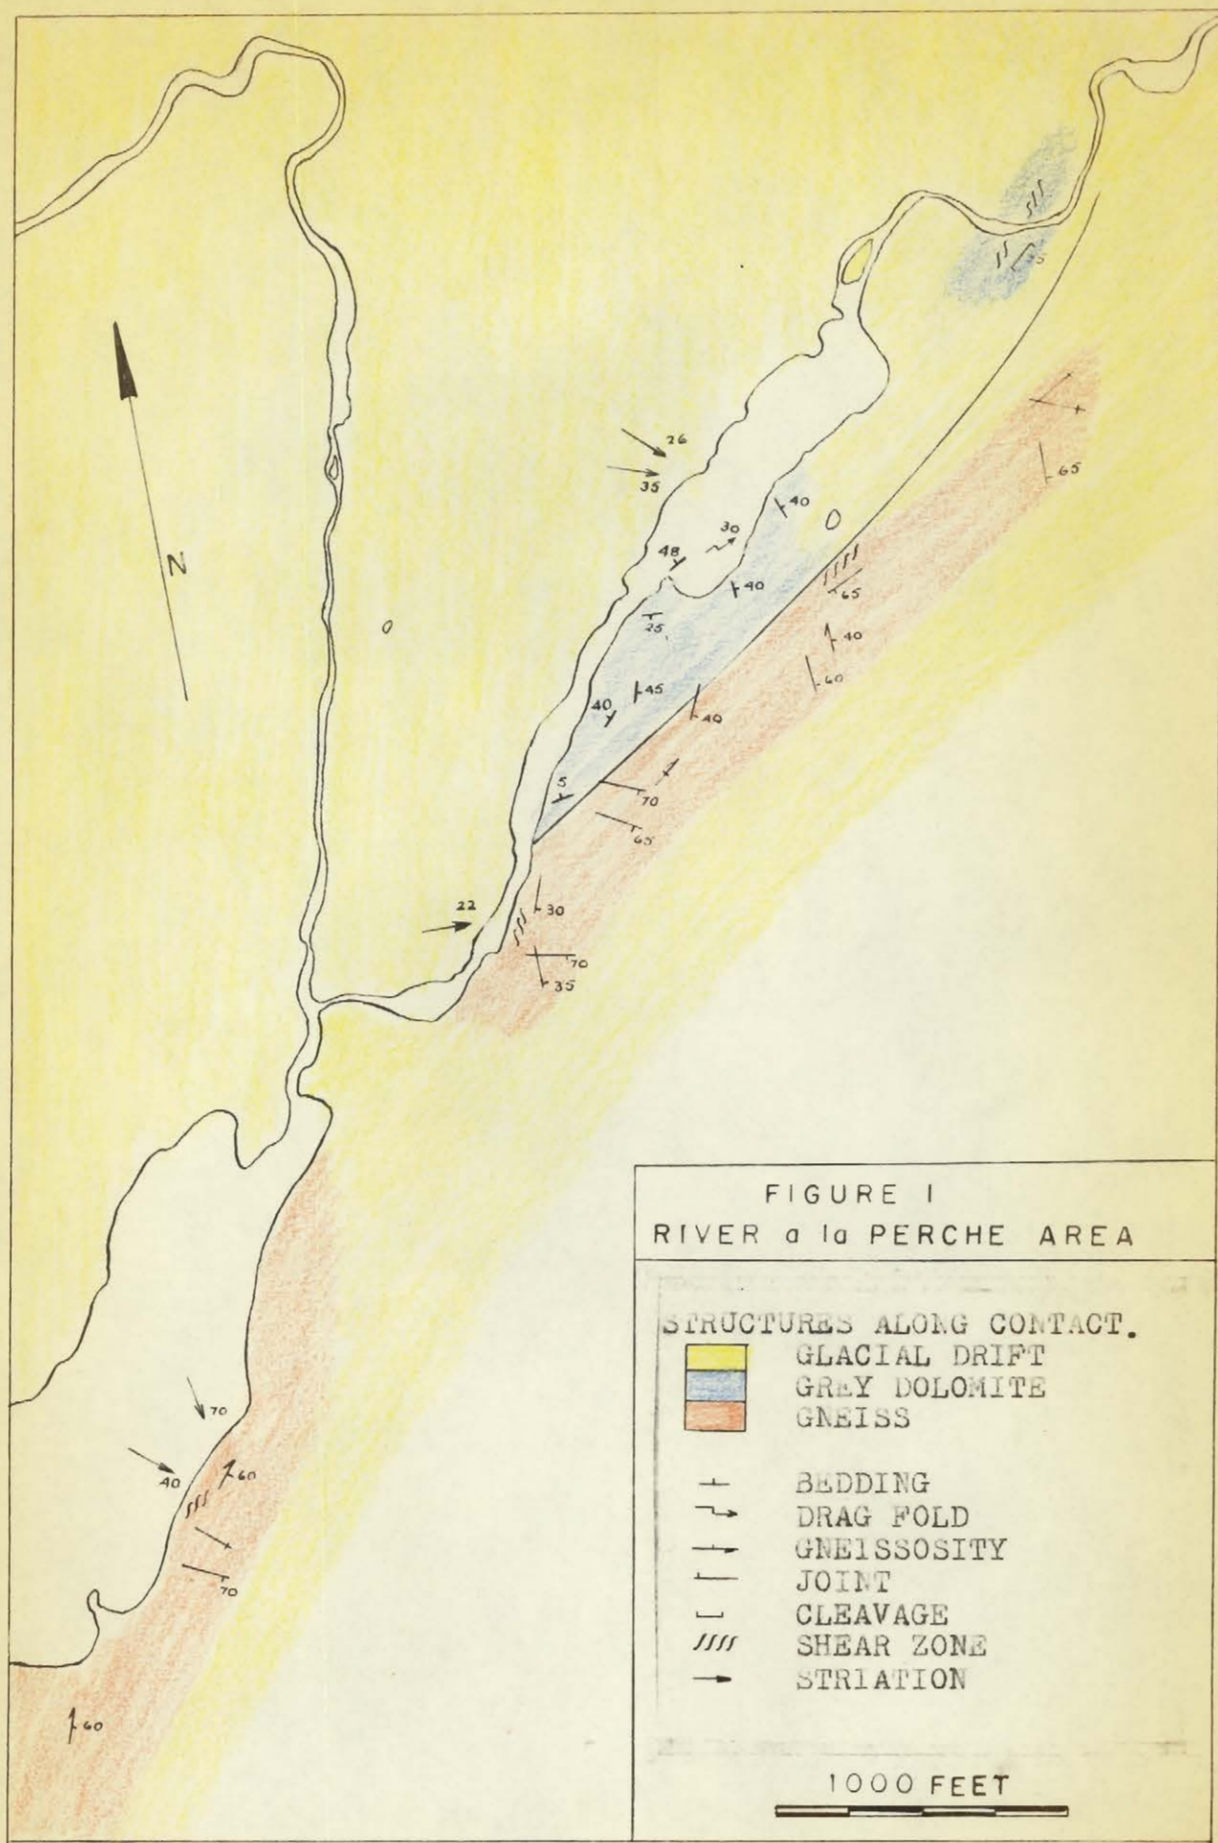 26
35
30
48
40
40
25
45
40
5
65
65
40
60
40
70
65
22
30
70
35
N
70
40
60
70
60
FIGURE 1
RIVER a la PERCHE AREA
STRUCTURES ALONG CONTACT.
GLACIAL DRIFT
GREY DOLOMITE
GNEISS
BEDDING
DRAG FOLD
GNEISSOSITY
JOINT
CLEAVAGE
SHEAR ZONE
STRIATION
1000 FEET